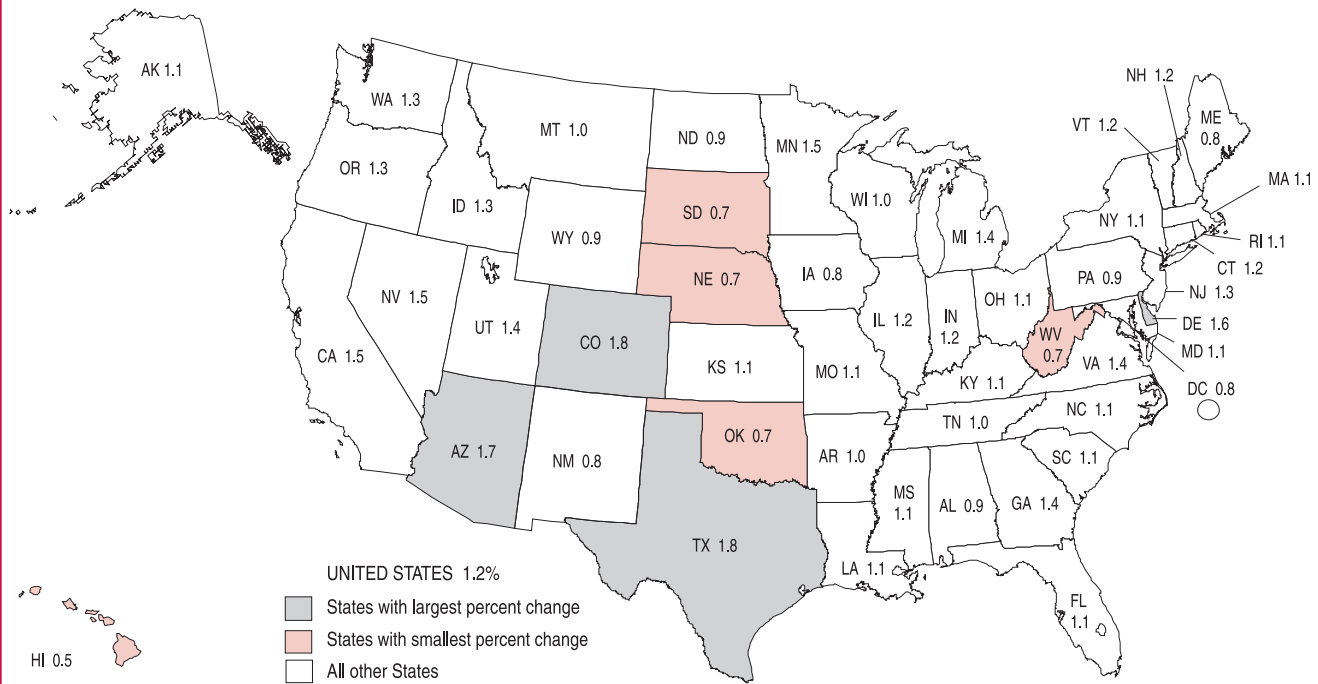 NH 1.2
AK 1.1
VT 1.2
WA 1.3
ME
0.8
MT 1.0
ND 0.9
MN 1.5
OR 1.3
MA 1.1
ID 1.3
WI 1.0
SD 0.7
NY 1.1
WY 0.9
MI 1.4
RI 1.1
CT 1.2
IA 0.8
PA 0.9
NE 0.7
NJ 1.3
NV 1.5
OH 1.1
IL 1.2
IN
1.2
DE 1.6
UT 1.4
WV
0.7
CO 1.8
MD 1.1
CA 1.5
VA 1.4
KS 1.1
MO 1.1
KY 1.1
DC 0.8
NC 1.1
TN 1.0
OK 0.7
AZ 1.7
AR 1.0
SC 1.1
NM 0.8
MS
1.1
AL 0.9
GA 1.4
TX 1.8
LA 1.1
FL
1.1
HI 0.5
UNITED STATES 1.2%
States with largest percent change
States with smallest percent change
All other States